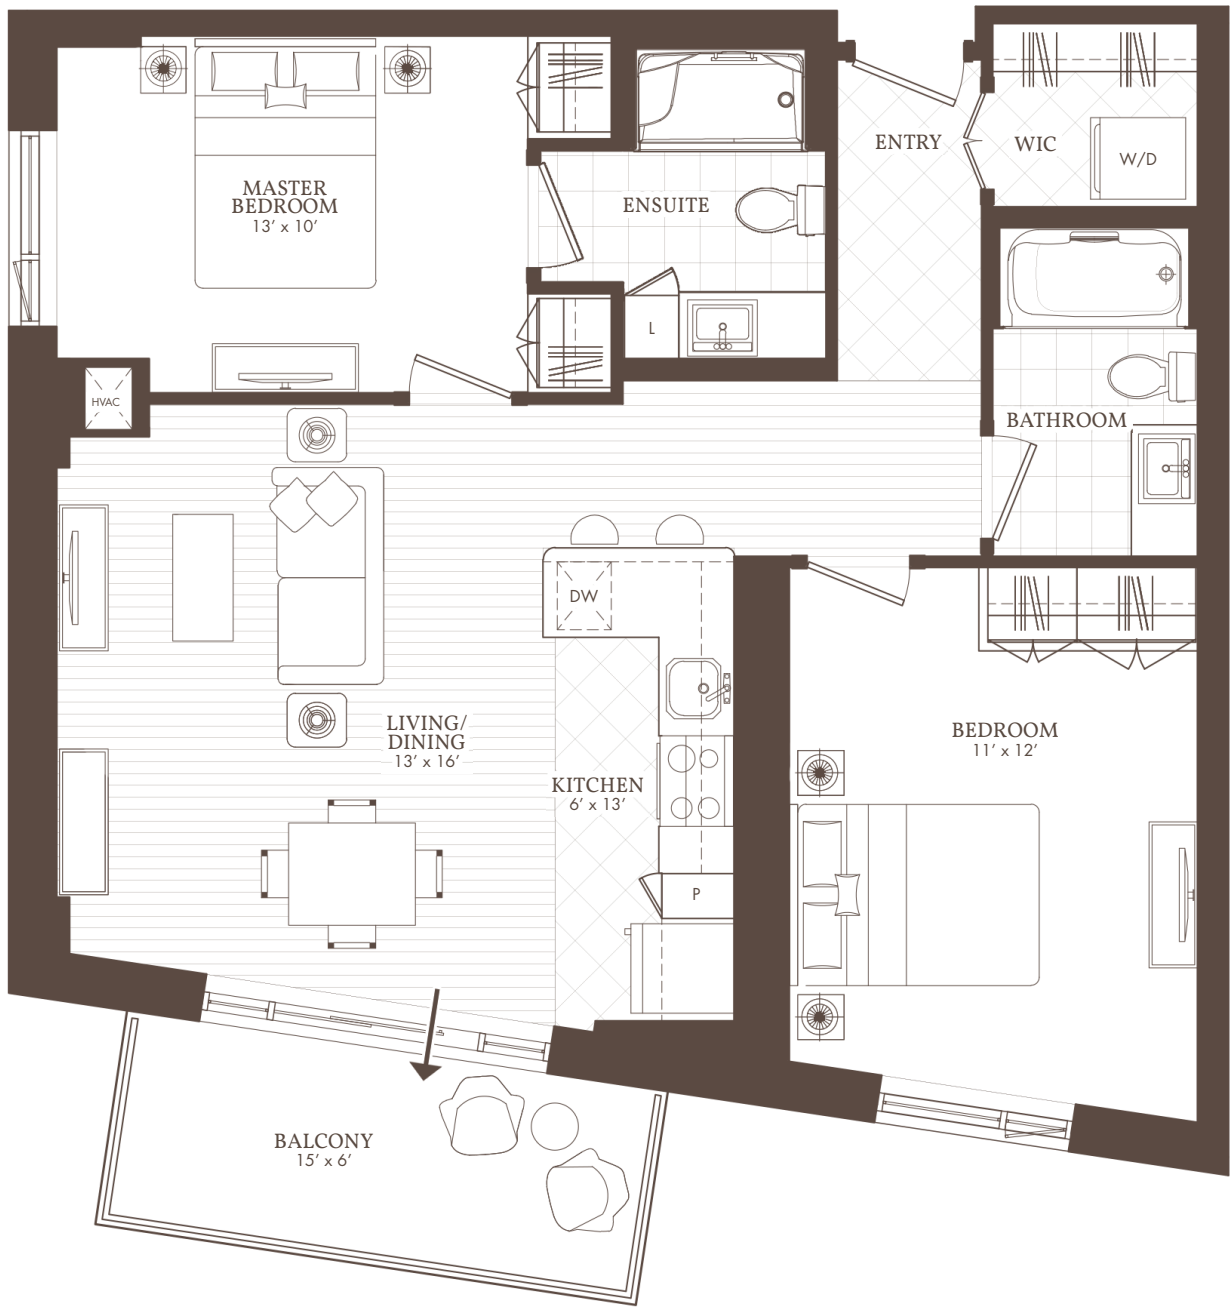 ENTRY
WIC
W/D
MASTER
BEDROOM
13’ x 10’
ENSUITE
L
HVAC
BATHROOM
DW
LIVING/
DINING
13’ x 16’
KITCHEN
6’ x 13’
P
BEDROOM
11’ x 12’
BALCONY
15’ x 6’